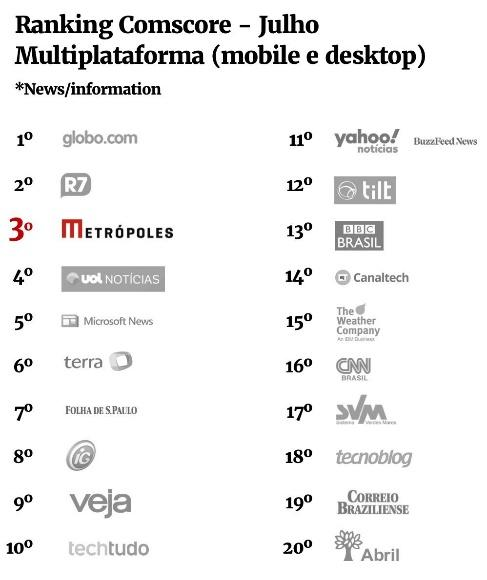 Ranking Comscore - Julho
Multiplataforma (mobile e desktop)
*News/information
1º globo.com
2º R7
3º METRÓPOLES
4º uol NOTÍCIAS
5º Microsoft News
6º terra
7º FOLHA DE S.PAULO
8º iG
9º veja
10º techtudo
11º yahoo! notícias BuzzFeed News
12º tilt
13º BBC BRASIL
14º Canaltech
15º The Weather Company An IBM Business
16º CNN BRASIL
17º SVM Sistema Verdes Mares
18º tecnoblog
19º CORREIO BRAZILIENSE
20º Abril